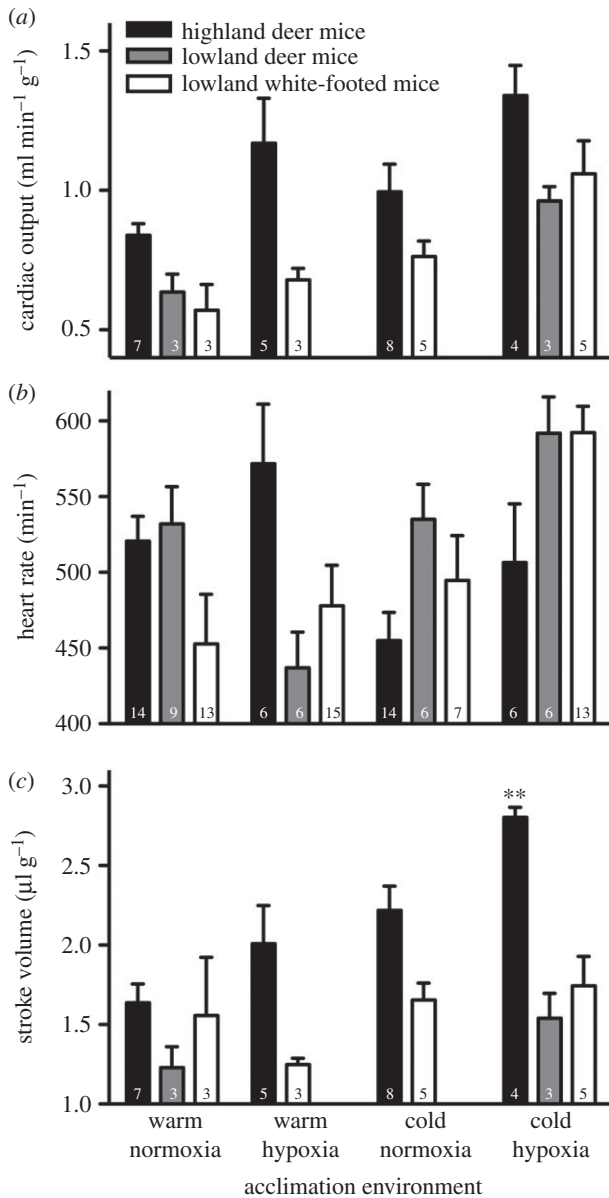 (a)
highland deer mice
lowland deer mice
lowland white-footed mice
cardiac output (ml min⁻¹ g⁻¹)
1.5
1.0
0.5
7 3 3 5 3 8 5 4 3 5
(b)
heart rate (min⁻¹)
600
550
500
450
400
14 9 13 6 6 15 14 6 7 6 6 13
(c)
stroke volume (µl g⁻¹)
3.0
2.5
2.0
1.5
1.0
**
7 3 3 5 3 8 5 4 3 5
warm normoxia
warm hypoxia
cold normoxia
cold hypoxia
acclimation environment